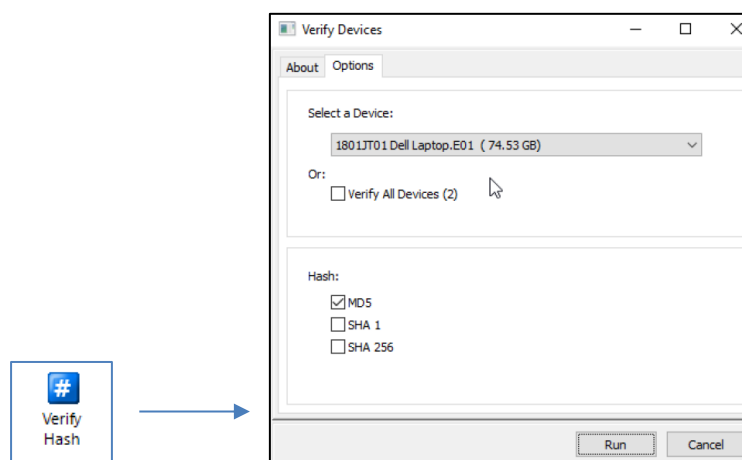 Verify Devices
About Options
Select a Device:
1801JT01 Dell Laptop.E01 ( 74.53 GB)
Or:
Verify All Devices (2)
Hash:
MD5
SHA 1
SHA 256
#
Verify
Hash
Run Cancel